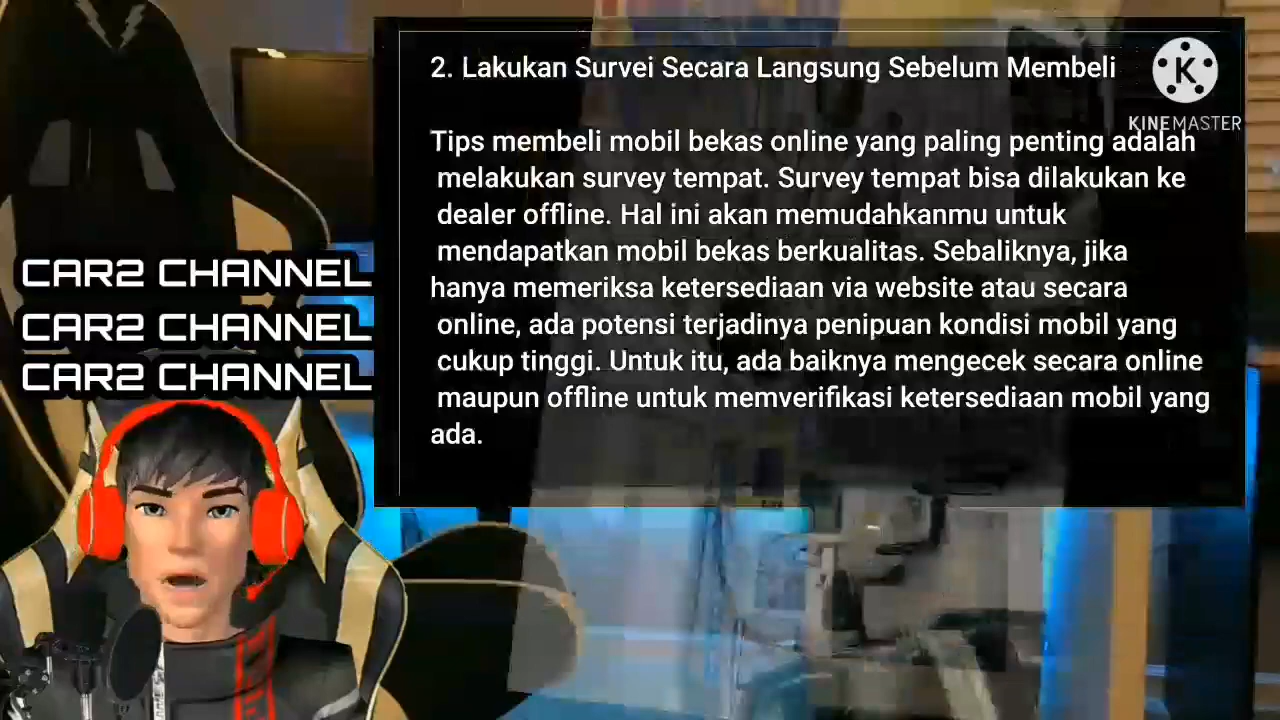 2. Lakukan Survei Secara Langsung Sebelum Membeli
KINEMASTER
Tips membeli mobil bekas online yang paling penting adalah
melakukan survey tempat. Survey tempat bisa dilakukan ke
dealer offline. Hal ini akan memudahkanmu untuk
mendapatkan mobil bekas berkualitas. Sebaliknya, jika
hanya memeriksa ketersediaan via website atau secara
online, ada potensi terjadinya penipuan kondisi mobil yang
cukup tinggi. Untuk itu, ada baiknya mengecek secara online
maupun offline untuk memverifikasi ketersediaan mobil yang
ada.
CAR2 CHANNEL
CAR2 CHANNEL
CAR2 CHANNEL